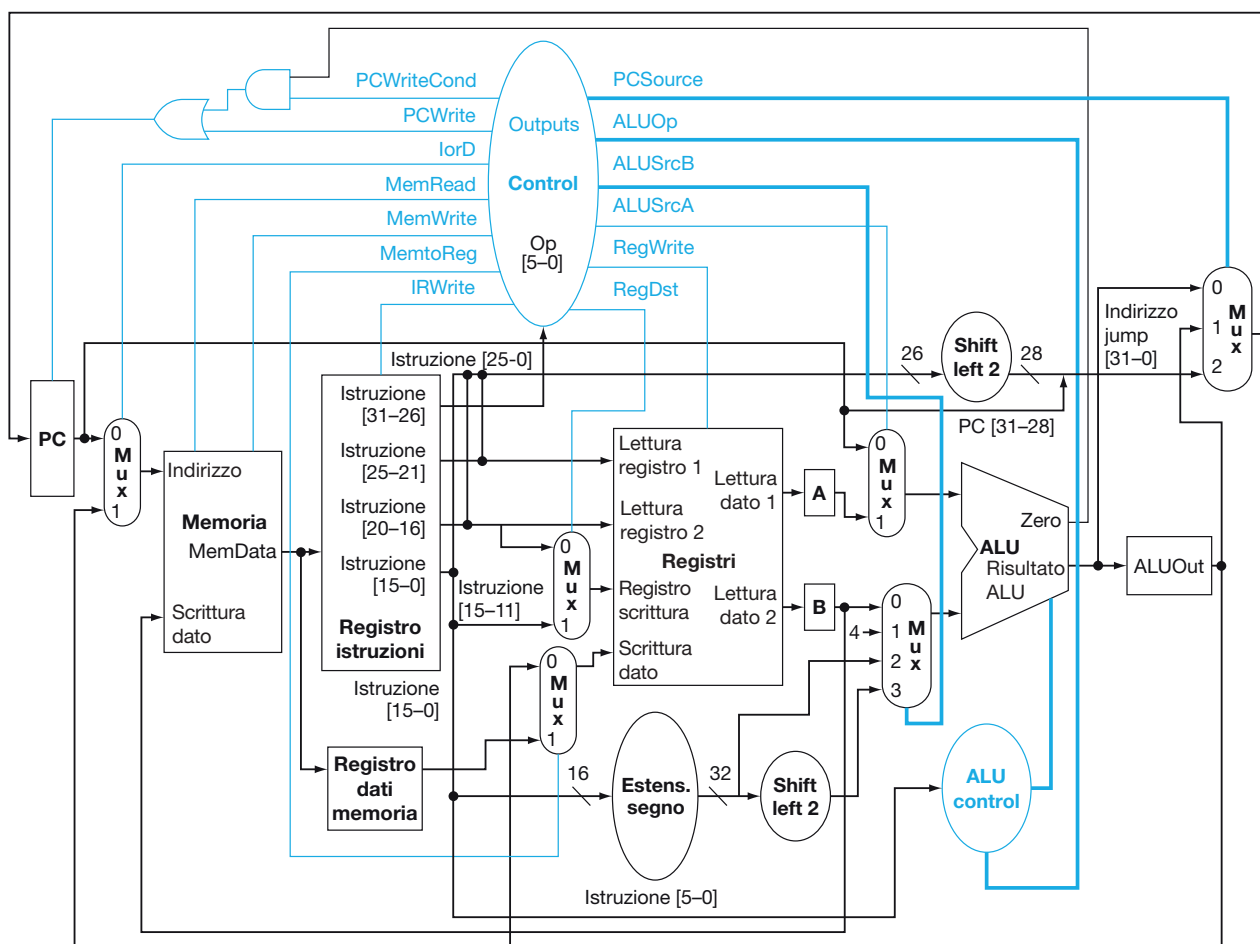 PCWriteCond
PCWrite
IorD
MemRead
MemWrite
MemtoReg
IRWrite
Outputs
Control
Op
[5–0]
PCSource
ALUOp
ALUSrcB
ALUSrcA
RegWrite
RegDst
PC
0
M
u
x
1
Indirizzo
Memoria
MemData
Scrittura
dato
Istruzione [25-0]
Istruzione
[31–26]
Istruzione
[25–21]
Istruzione
[20–16]
Istruzione
[15–0]
Registro
istruzioni
Istruzione
[15–0]
Registro
dati
memoria
Istruzione
[15–11]
0
M
u
x
1
0
M
u
x
1
Lettura
registro 1
Lettura
registro 2
Registri
Registro
scrittura
Scrittura
dato
Lettura
dato 1
Lettura
dato 2
A
B
16
Estens.
segno
32
Shift
left 2
Istruzione [5–0]
26
Shift
left 2
28
PC [31–28]
0
M
u
x
1
4
0
1
2
3
M
u
x
Zero
ALU
Risultato
ALU
ALU
control
ALUOut
Indirizzo
jump
[31–0]
0
1
2
M
u
x